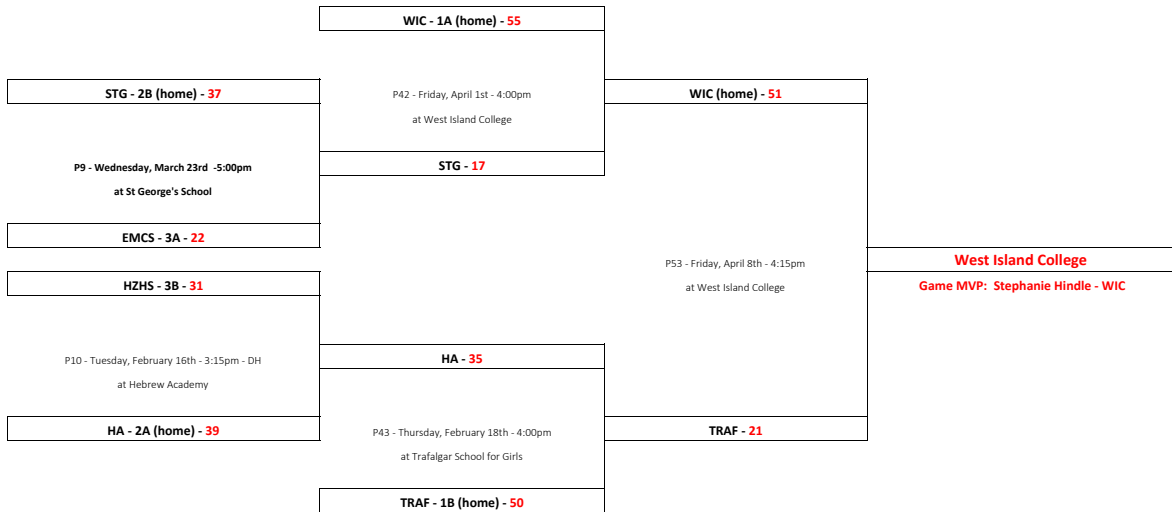 WIC - 1A (home) - 55
STG - 2B (home) - 37
P42 - Friday, April 1st - 4:00pm
at West Island College
WIC (home) - 51
P9 - Wednesday, March 23rd  -5:00pm
at St George's School
STG - 17
EMCS - 3A - 22
P53 - Friday, April 8th - 4:15pm
at West Island College
West Island College
Game MVP:  Stephanie Hindle - WIC
HZHS - 3B - 31
P10 - Tuesday, February 16th - 3:15pm - DH
at Hebrew Academy
HA - 35
HA - 2A (home) - 39
P43 - Thursday, February 18th - 4:00pm
at Trafalgar School for Girls
TRAF - 21
TRAF - 1B (home) - 50